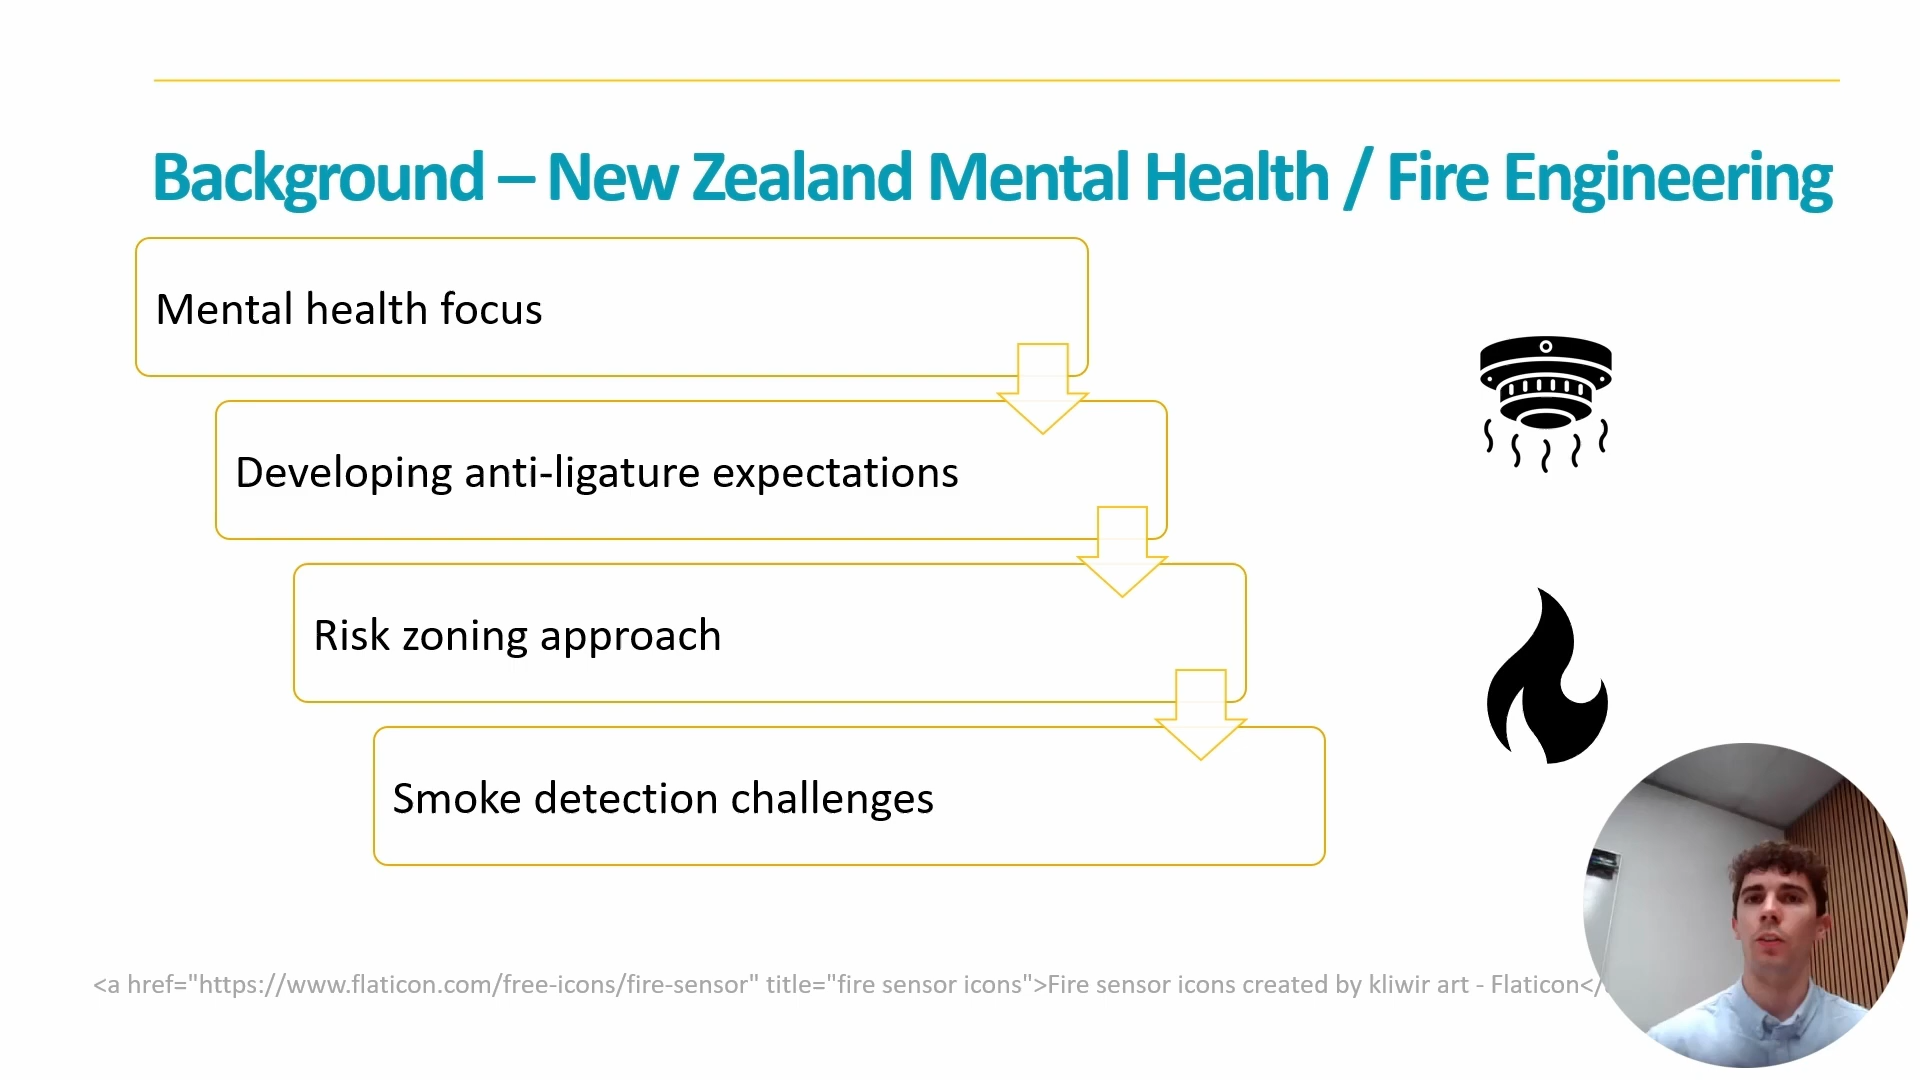 Background – New Zealand Mental Health / Fire Engineering
Mental health focus
Developing anti-ligature expectations
Risk zoning approach
Smoke detection challenges
<a href="https://www.flaticon.com/free-icons/fire-sensor" title="fire sensor icons">Fire sensor icons created by kliwir art - Flaticon</